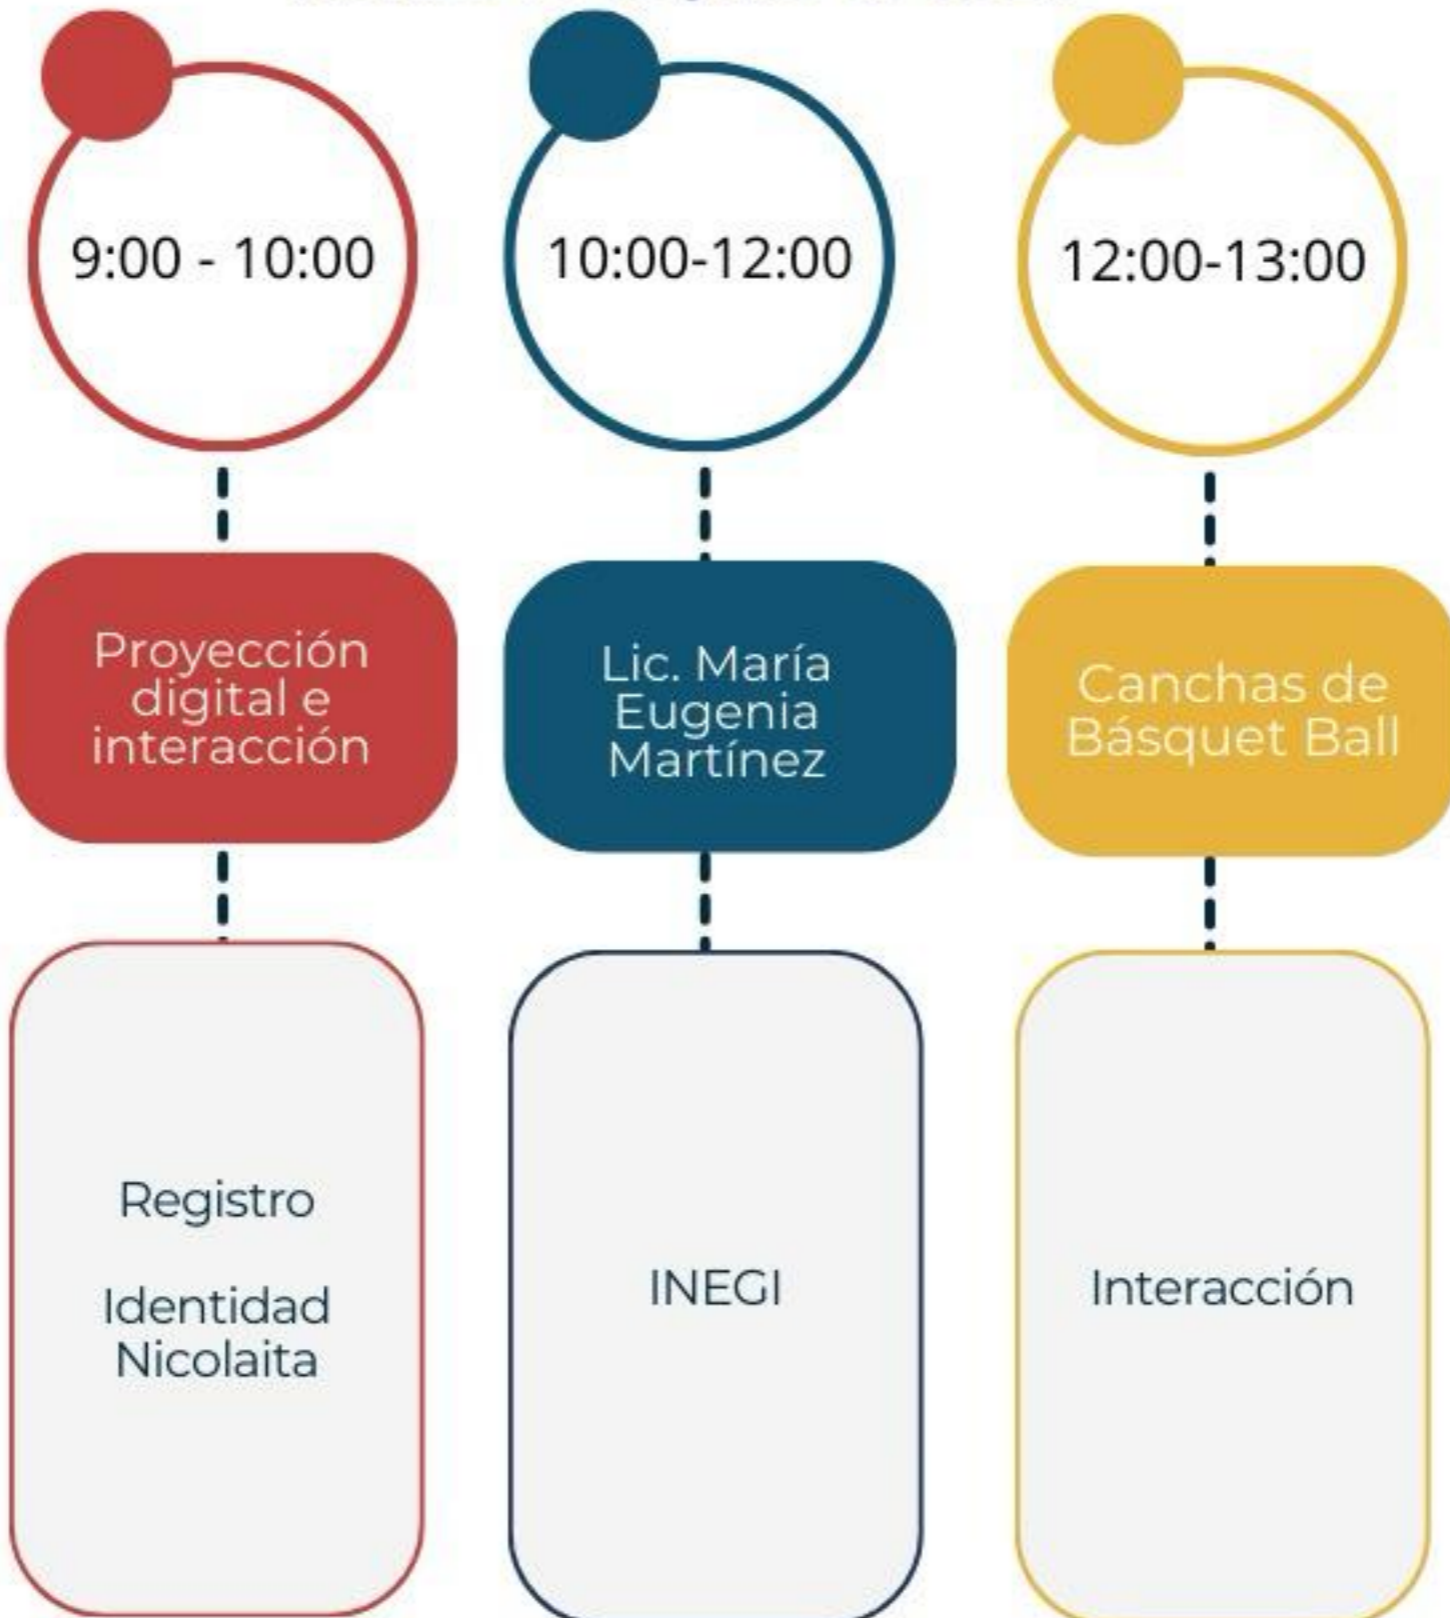 9:00 - 10:00
10:00-12:00
12:00-13:00
Proyección
digital e
interacción
Lic. María
Eugenia
Martínez
Canchas de
Básquet Ball
Registro
Identidad
Nicolaita
INEGI
Interacción